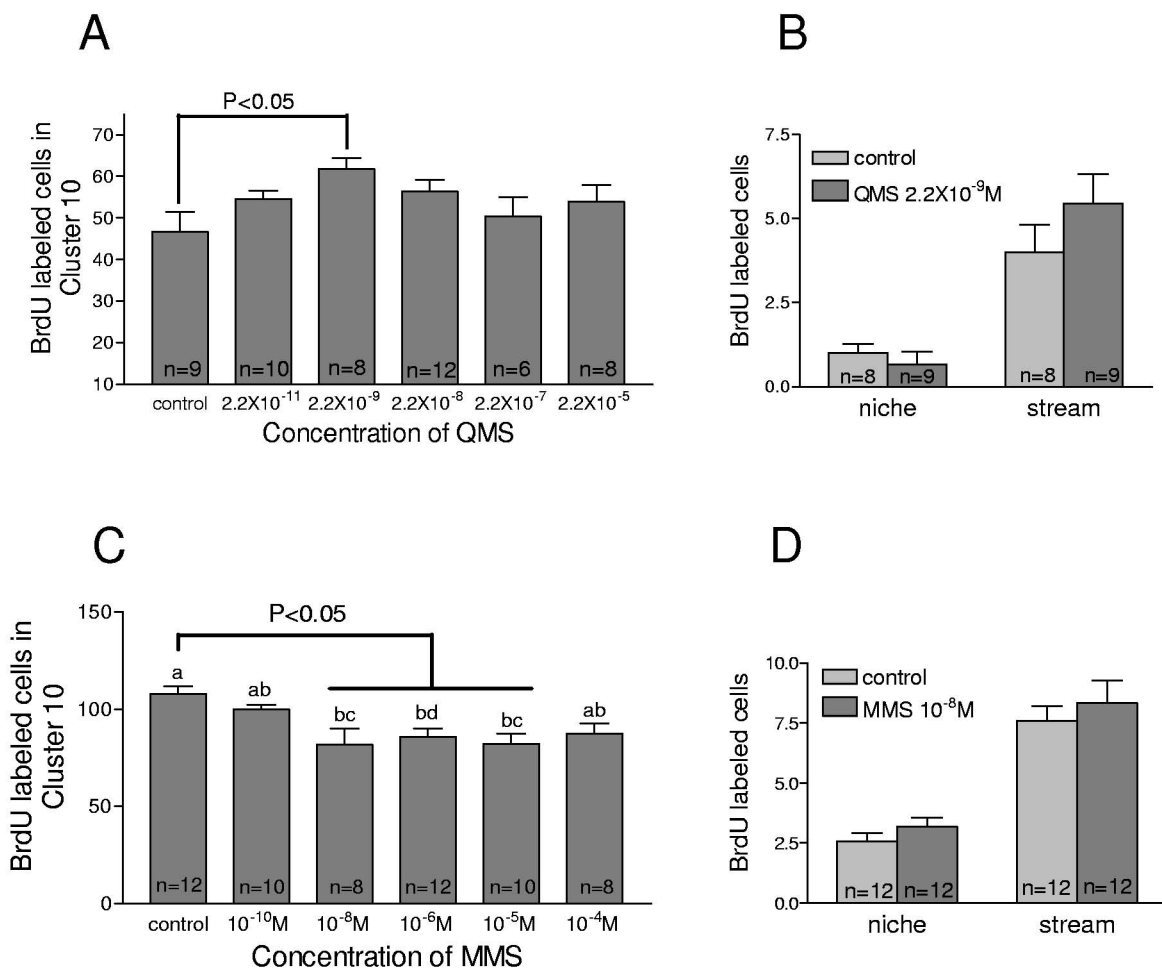 A
P<0.05
BrdU labeled cells in
Cluster 10
70
60
50
40
30
20
10
n=9 n=10 n=8 n=12 n=6 n=8
control 2.2X10⁻¹¹ 2.2X10⁻⁹ 2.2X10⁻⁸ 2.2X10⁻⁷ 2.2X10⁻⁵
Concentration of QMS
B
BrdU labeled cells
7.5
5.0
2.5
0.0
control
QMS 2.2X10⁻⁹M
n=8 n=9 n=8 n=9
niche stream
C
P<0.05
BrdU labeled cells in
Cluster 10
150
100
50
0
a ab bc bd bc ab
n=12 n=10 n=8 n=12 n=10 n=8
control 10⁻¹⁰M 10⁻⁸M 10⁻⁶M 10⁻⁵M 10⁻⁴M
Concentration of MMS
D
BrdU labeled cells
10.0
7.5
5.0
2.5
0.0
control
MMS 10⁻⁸M
n=12 n=12 n=12 n=12
niche stream